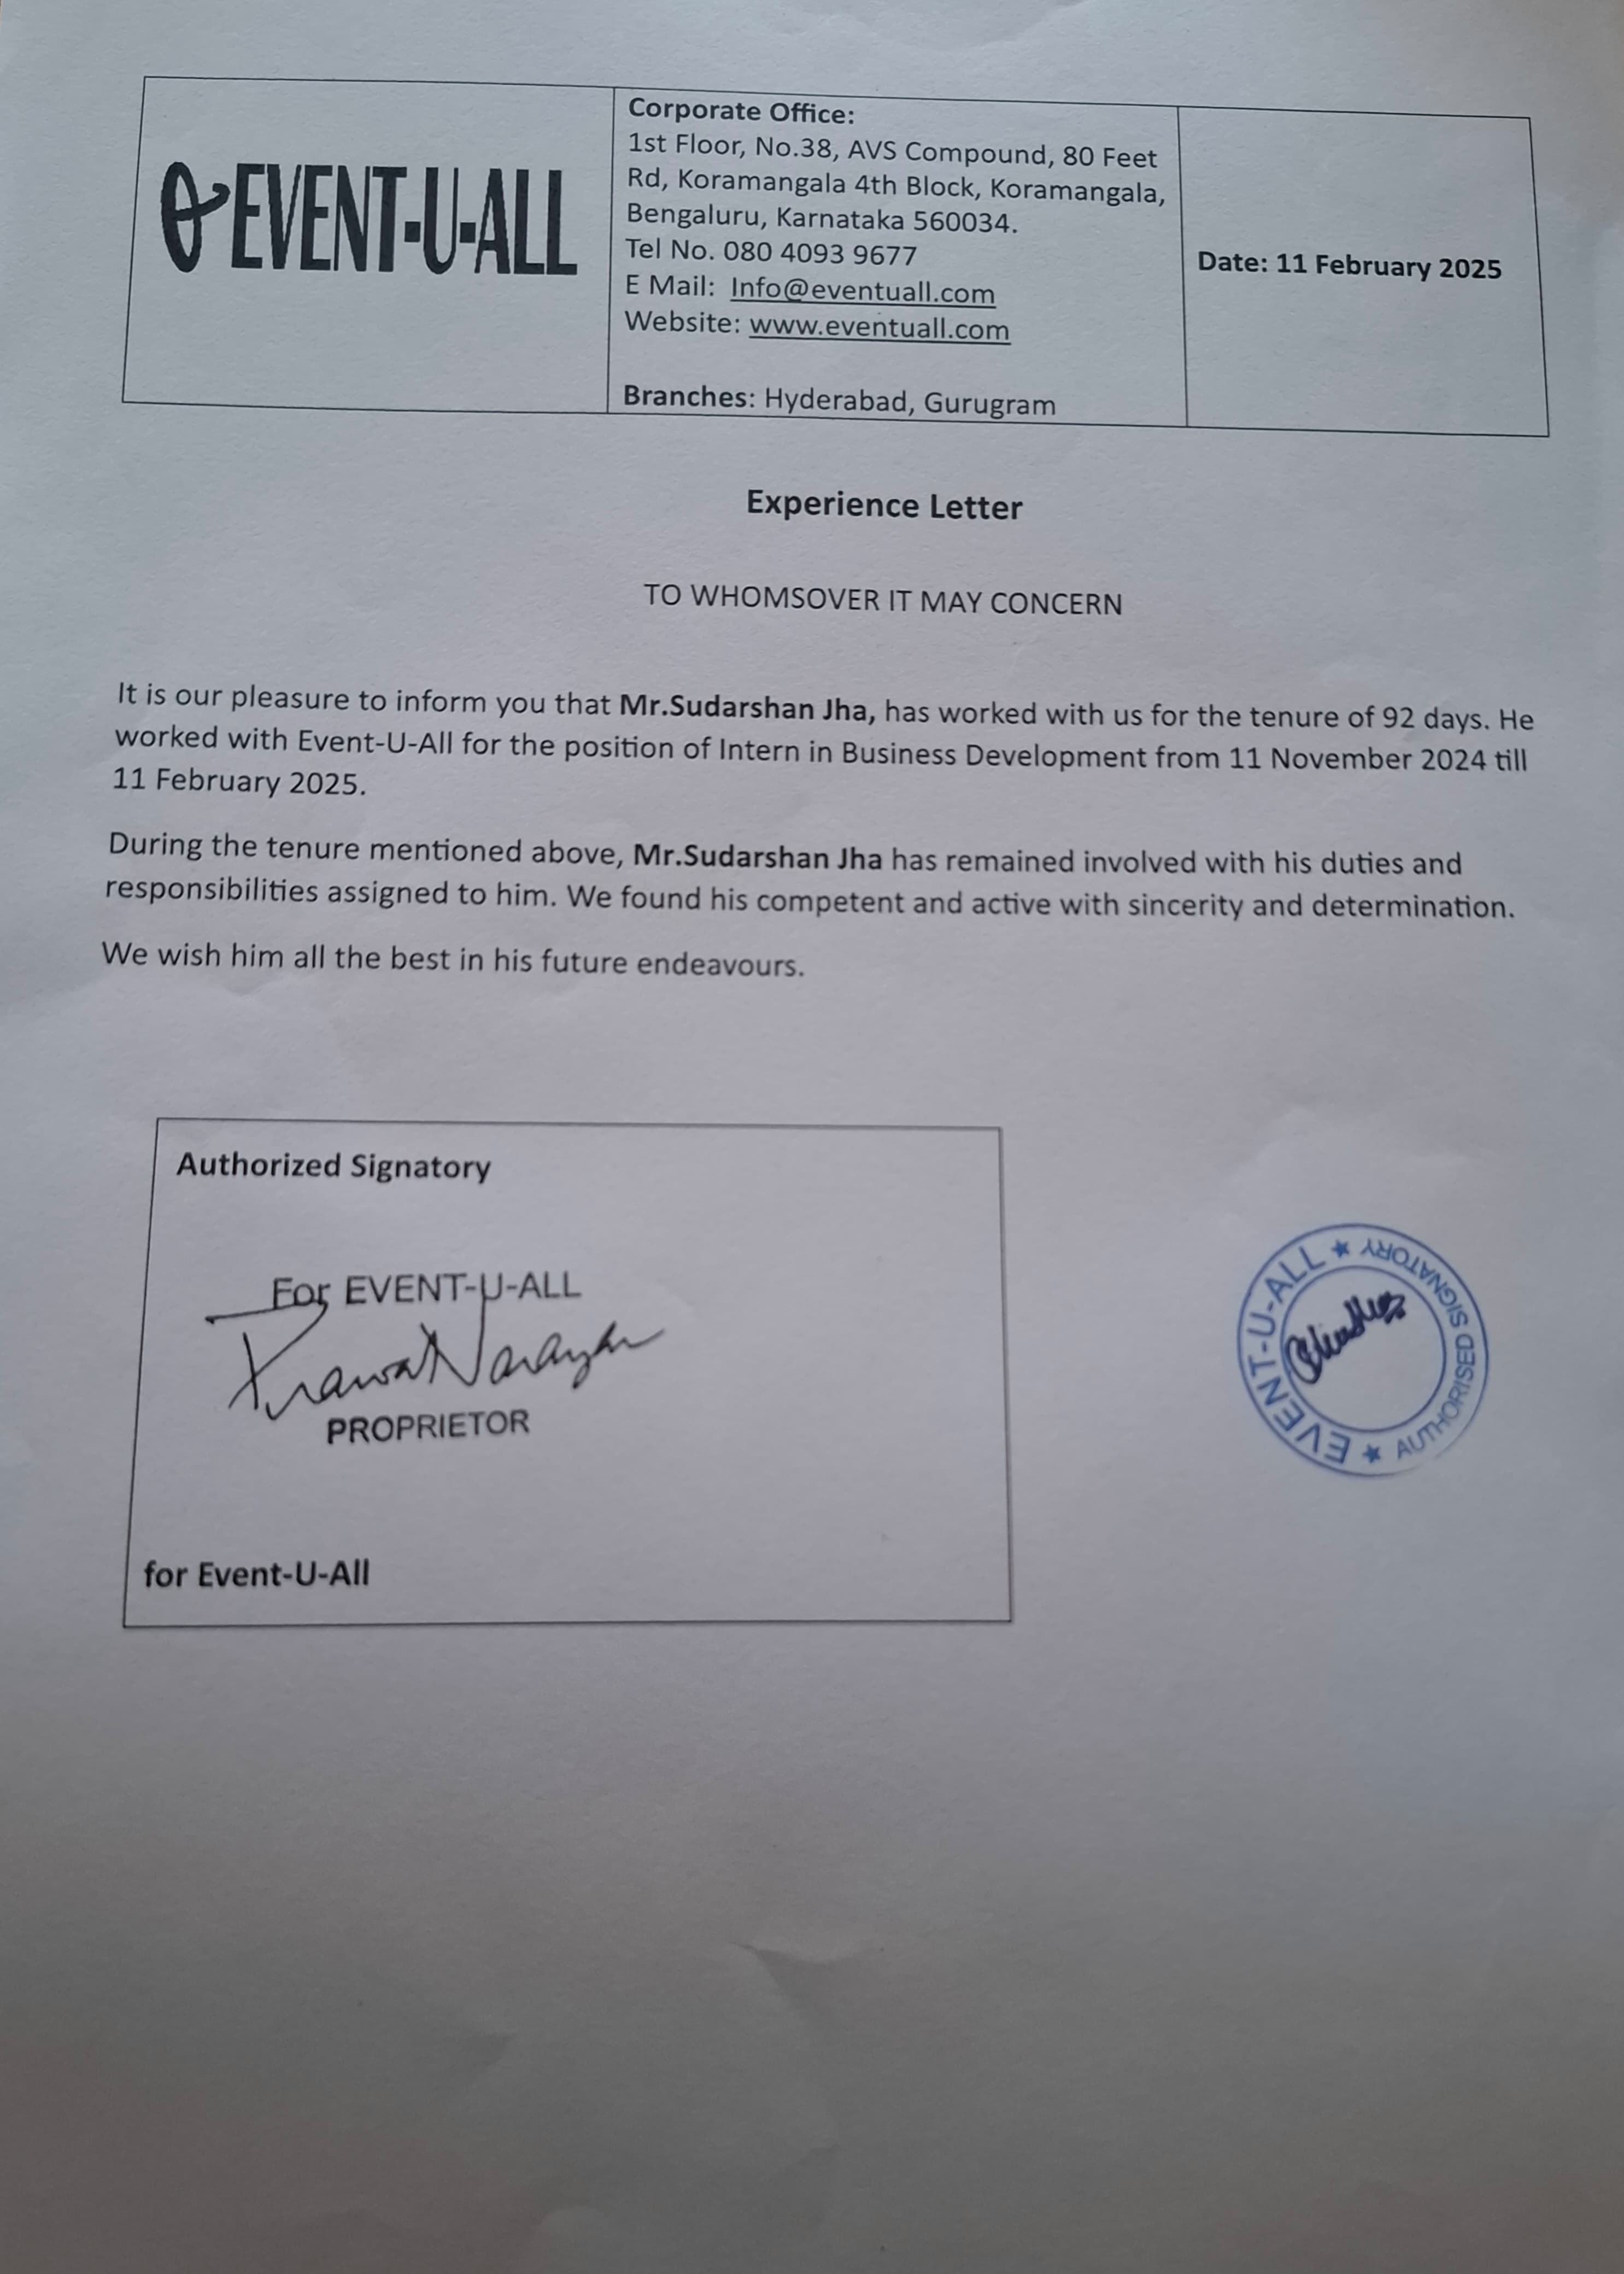 EVENT-U-ALL
Corporate Office:
1st Floor, No.38, AVS Compound, 80 Feet
Rd, Koramangala 4th Block, Koramangala,
Bengaluru, Karnataka 560034.
Tel No. 080 4093 9677
E Mail: Info@eventuall.com
Website: www.eventuall.com
Branches: Hyderabad, Gurugram
Date: 11 February 2025
Experience Letter
TO WHOMSOVER IT MAY CONCERN
It is our pleasure to inform you that Mr.Sudarshan Jha, has worked with us for the tenure of 92 days. He
worked with Event-U-All for the position of Intern in Business Development from 11 November 2024 till
11 February 2025.
During the tenure mentioned above, Mr.Sudarshan Jha has remained involved with his duties and
responsibilities assigned to him. We found his competent and active with sincerity and determination.
We wish him all the best in his future endeavours.
Authorized Signatory
For EVENT-U-ALL
Narayan
PROPRIETOR
for Event-U-All
EVENT-U-ALL ★ AUTHORISED SIGNATORY ★